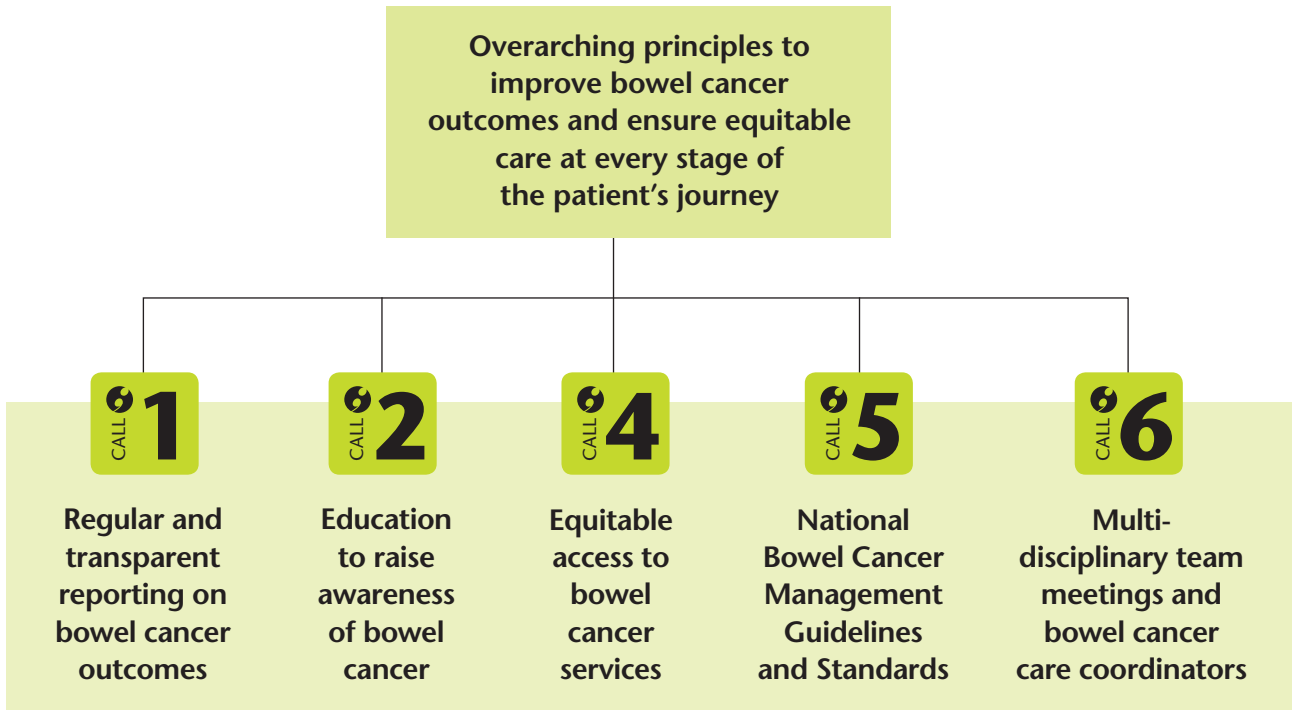 Overarching principles to
improve bowel cancer
outcomes and ensure equitable
care at every stage of
the patient’s journey
CALL 1
Regular and
transparent
reporting on
bowel cancer
outcomes
CALL 2
Education
to raise
awareness
of bowel
cancer
CALL 4
Equitable
access to
bowel
cancer
services
CALL 5
National
Bowel Cancer
Management
Guidelines
and Standards
CALL 6
Multi-
disciplinary team
meetings and
bowel cancer
care coordinators